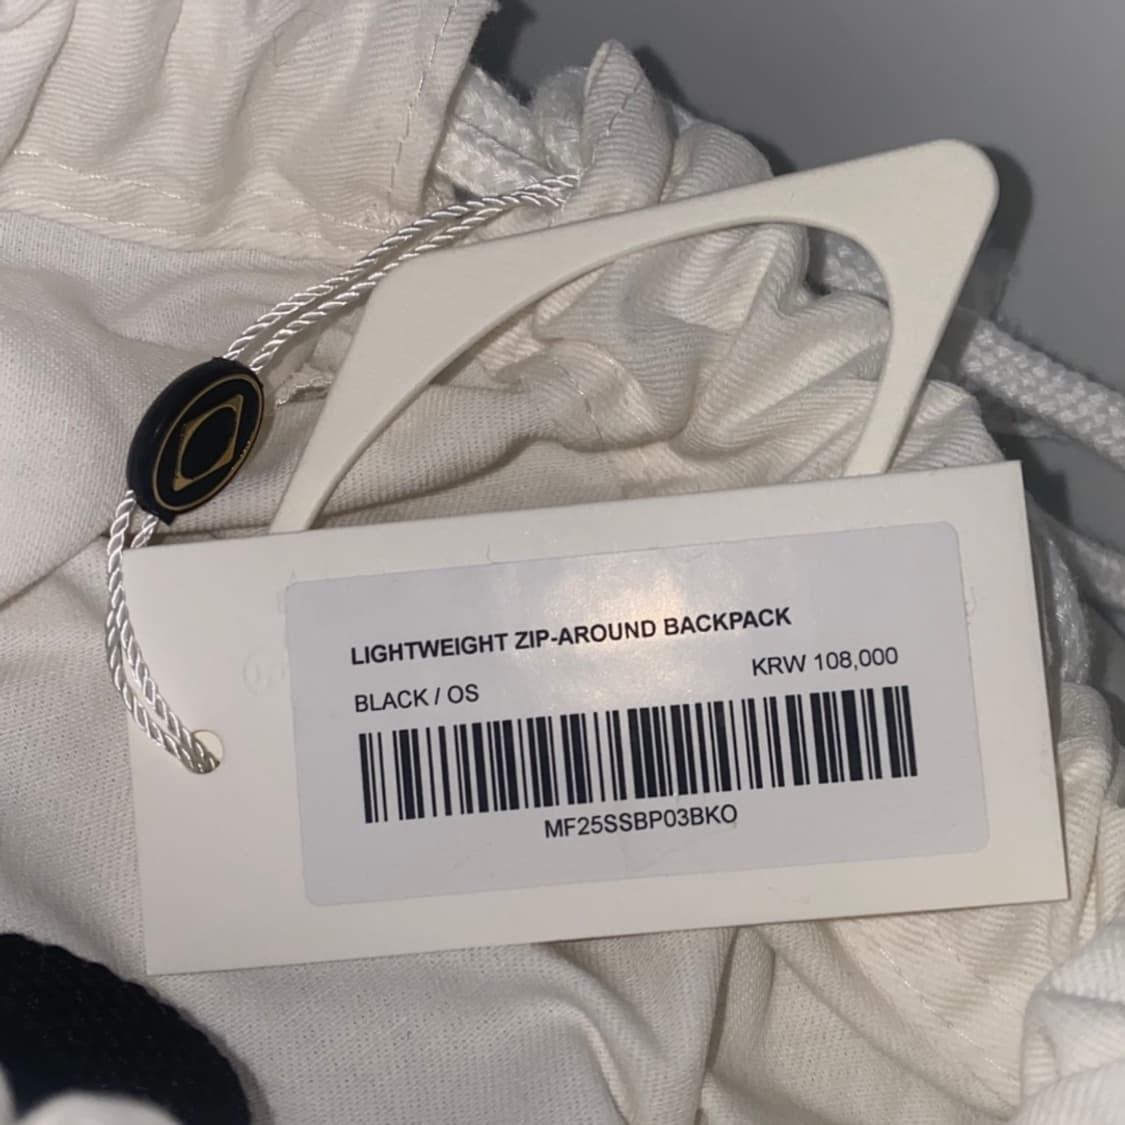 LIGHTWEIGHT ZIP-AROUND BACKPACK
BLACK / OS
KRW 108,000
MF25SSBP03BKO